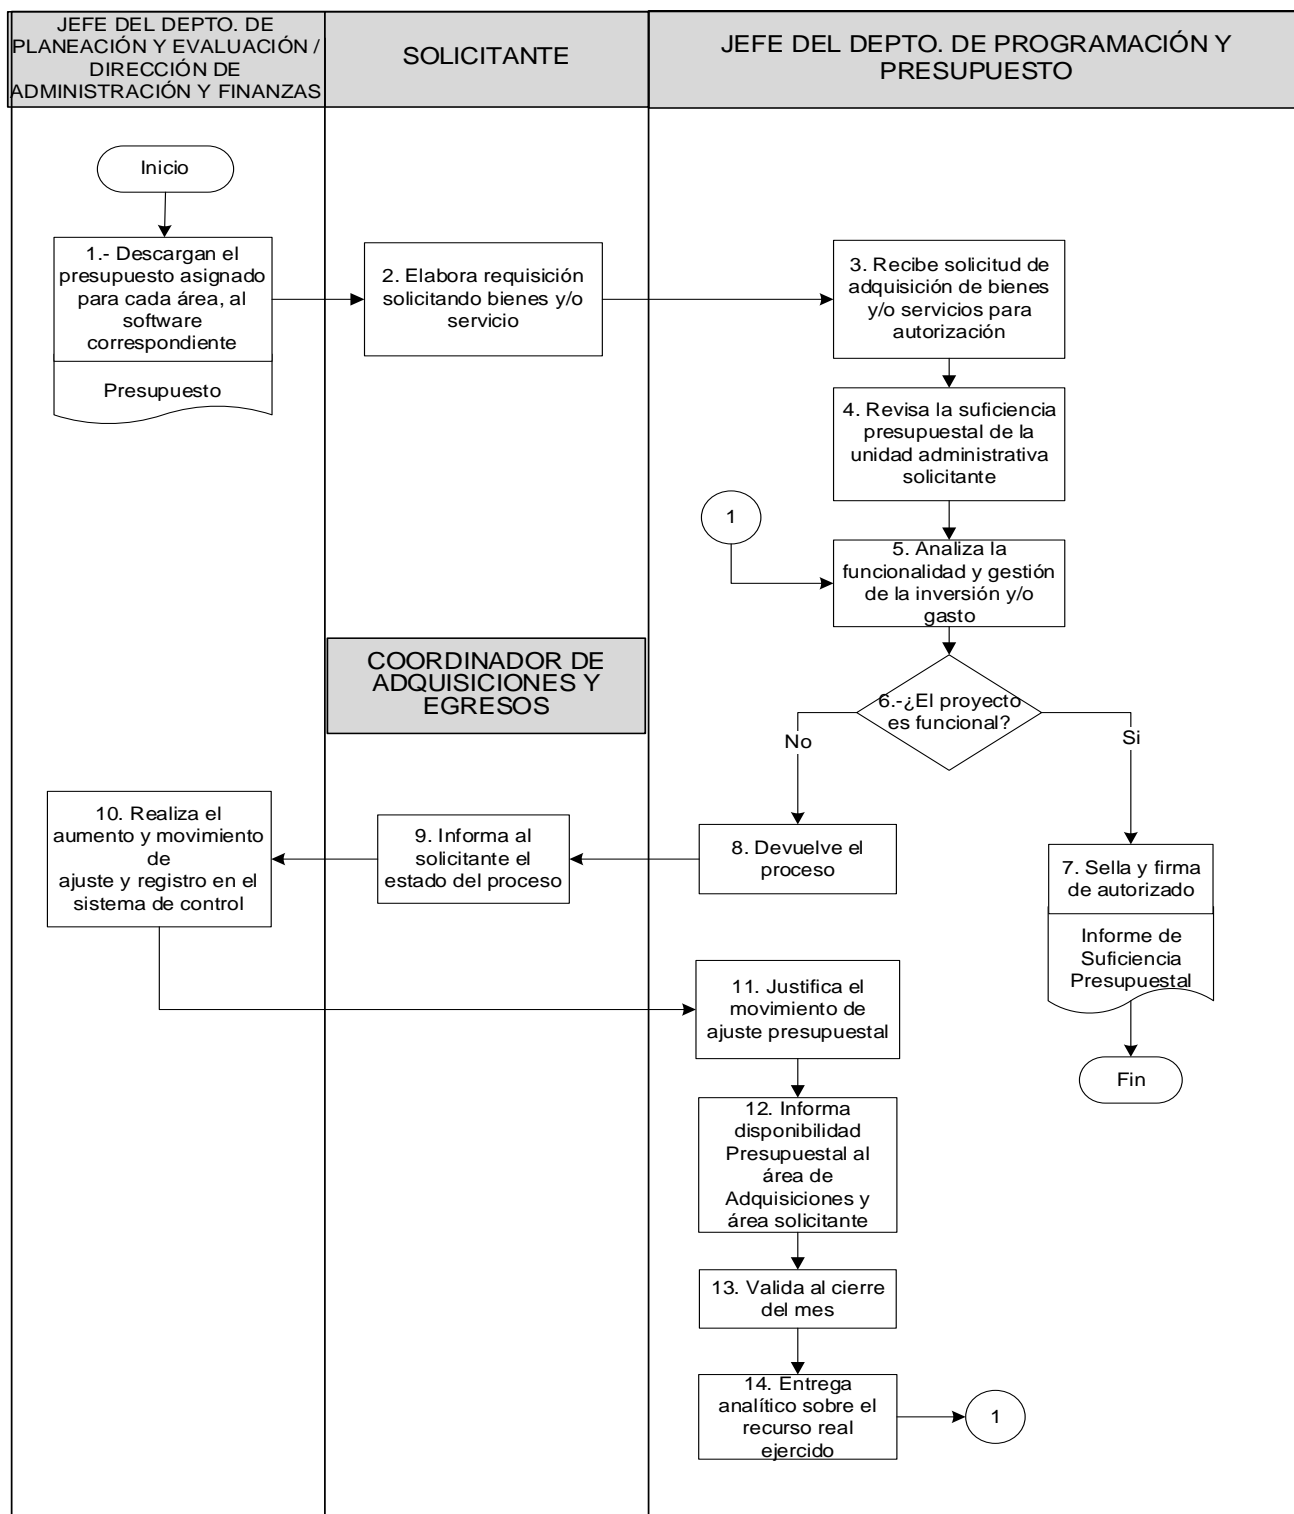 JEFE DEL DEPTO. DE
PLANEACIÓN Y EVALUACIÓN /
DIRECCIÓN DE
ADMINISTRACIÓN Y FINANZAS
SOLICITANTE
JEFE DEL DEPTO. DE PROGRAMACIÓN Y
PRESUPUESTO
Inicio
1.- Descargan el
presupuesto asignado
para cada área, al
software
correspondiente
Presupuesto
2. Elabora requisición
solicitando bienes y/o
servicio
3. Recibe solicitud de
adquisición de bienes
y/o servicios para
autorización
4. Revisa la suficiencia
presupuestal de la
unidad administrativa
solicitante
1
5. Analiza la
funcionalidad y gestión
de la inversión y/o
gasto
COORDINADOR DE
ADQUISICIONES Y
EGRESOS
6.-¿El proyecto
es funcional?
No
Si
7. Sella y firma
de autorizado
Informe de
Suficiencia
Presupuestal
Fin
8. Devuelve el
proceso
9. Informa al
solicitante el
estado del proceso
10. Realiza el
aumento y movimiento
de
ajuste y registro en el
sistema de control
11. Justifica el
movimiento de
ajuste presupuestal
12. Informa
disponibilidad
Presupuestal al
área de
Adquisiciones y
área solicitante
13. Valida al cierre
del mes
14. Entrega
analítico sobre el
recurso real
ejercido
1